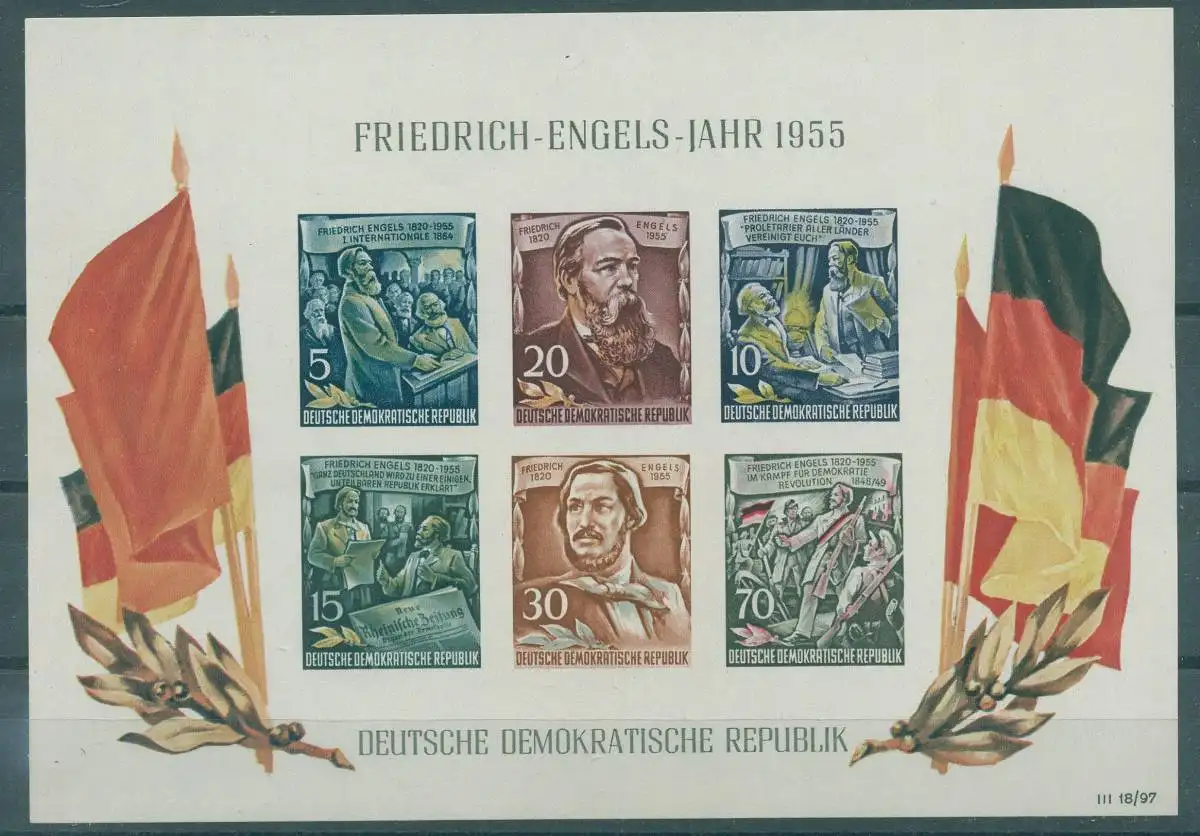 FRIEDRICH-ENGELS-JAHR 1955
FRIEDRICH ENGELS 1820-1955
I. INTERNATIONALE 1864
5
DEUTSCHE DEMOKRATISCHE REPUBLIK
FRIEDRICH ENGELS
1820 1955
20
DEUTSCHE DEMOKRATISCHE REPUBLIK
FRIEDRICH ENGELS 1820-1955
"PROLETARIER ALLER LÄNDER
VEREINIGT EUCH"
10
DEUTSCHE DEMOKRATISCHE REPUBLIK
FRIEDRICH ENGELS 1820-1955
"GANZ DEUTSCHLAND WIRD ZU EINER EINIGEN,
UNTEILBAREN REPUBLIK ERKLÄRT"
15
Neue
Rheinische Zeitung
Organ der Demokratie
DEUTSCHE DEMOKRATISCHE REPUBLIK
FRIEDRICH ENGELS
1820 1955
30
DEUTSCHE DEMOKRATISCHE REPUBLIK
FRIEDRICH ENGELS 1820-1955
IM KAMPF FÜR DEMOKRATIE
REVOLUTION 1848/49
70
DEUTSCHE DEMOKRATISCHE REPUBLIK
DEUTSCHE DEMOKRATISCHE REPUBLIK
III 18/97